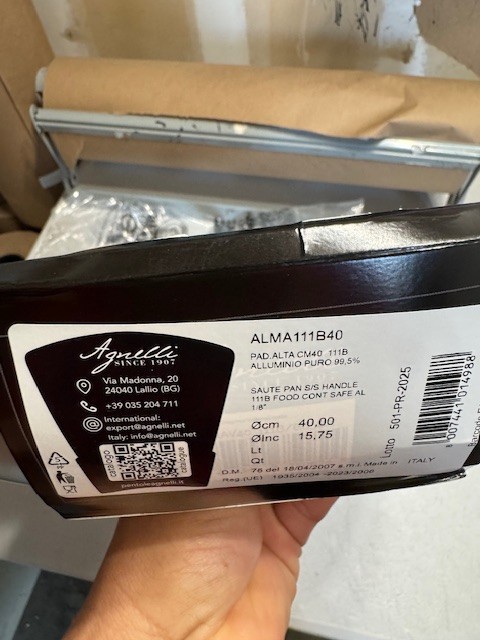 Agnelli
SINCE 1907
Via Madonna, 20
24040 Lallio (BG)
+39 035 204 711
International:
export@agnelli.net
Italy: info@agnelli.net
catalogo
catalogue
pentoleagnelli.it
ALMA111B40
PAD.ALTA CM40 111B
ALLUMINIO PURO 99,5%
SAUTE PAN S/S HANDLE
111B FOOD CONT SAFE AL
1/8"
Øcm 40,00
ØInc 15,75
Lt
Qt
D.M. 76 del 18/04/2007 e m.i. Made in ITALY
Reg.(UE) 1935/2004 -2023/2006
Lotto 501-PR-2025
8007441014988